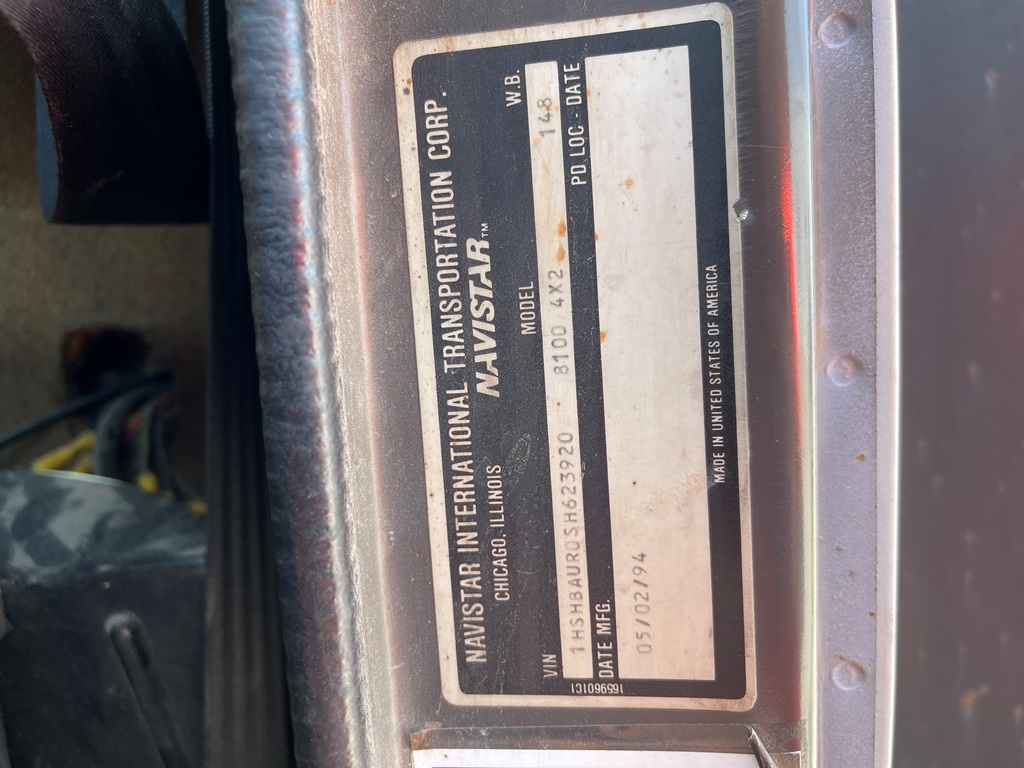 NAVISTAR INTERNATIONAL TRANSPORTATION CORP.
CHICAGO, ILLINOIS NAVISTAR™
VIN MODEL W.B.
1HSHBAUR0SH623920 8100 4X2 148
DATE MFG. PD LOC - DATE
05/02/94
MADE IN UNITED STATES OF AMERICA
1659601C1